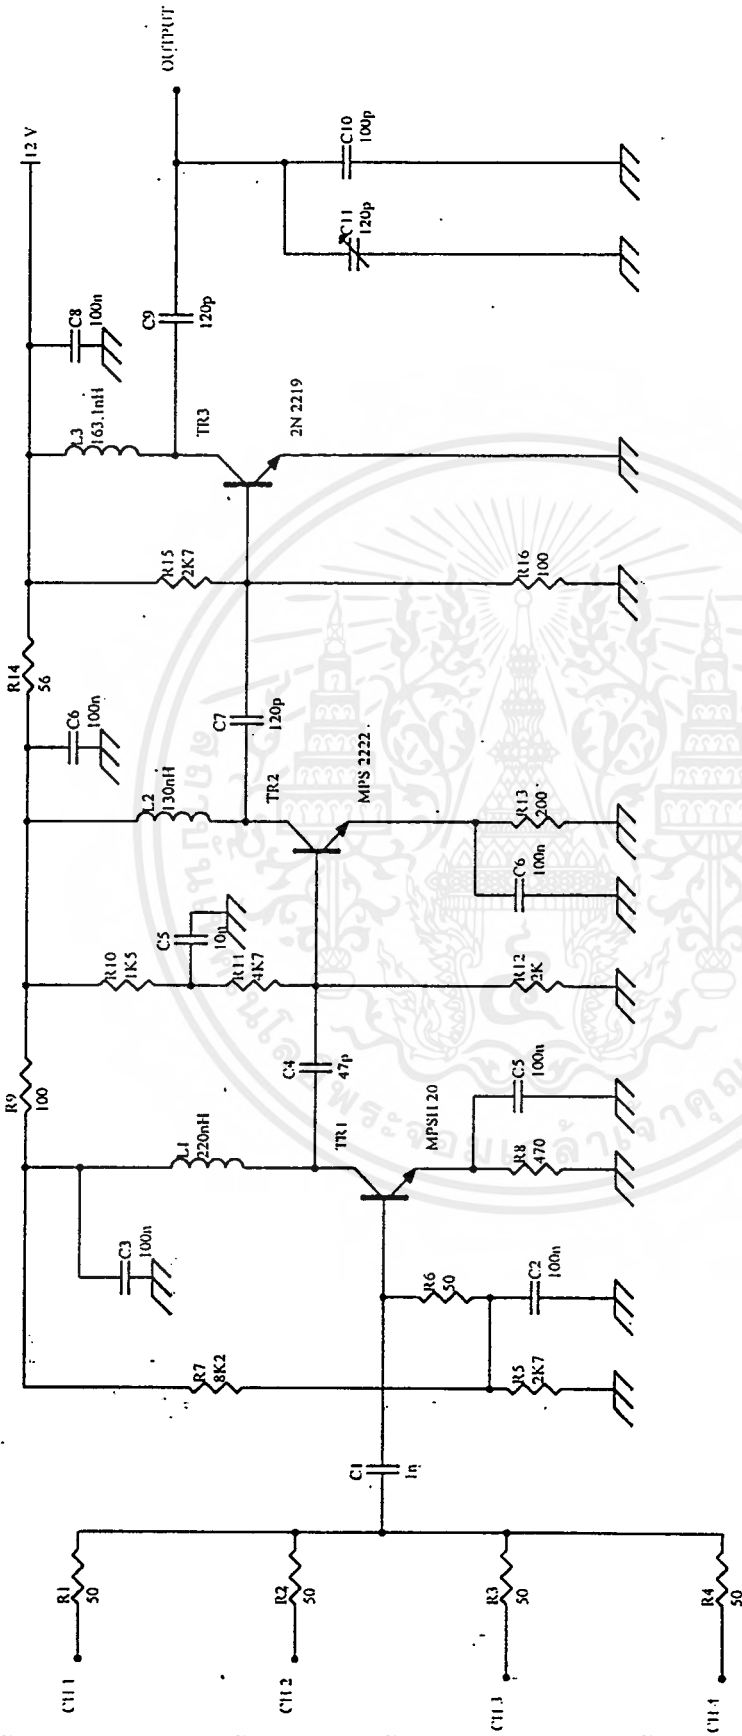 CH.1
R1
50
CH.2
R2
50
CH.3
R3
50
CH.4
R4
50
C1
1n
R7
8K2
R5
2K7
R6
50
C2
100n
C3
100n
L1
220nH
TR1
MPSH 20
R8
470
C5
100n
R9
100
C4
47p
R10
1K5
C5
10n
R11
4K7
R12
2K
L2
130nH
TR2
MPS 2222
C6
100n
R13
200
C6
100n
R14
56
C7
120p
R15
2K7
R16
100
L3
163.1nH
TR3
2N 2219
C8
100n
12 V
C9
120p
C11
120p
C10
100p
OUTPUT